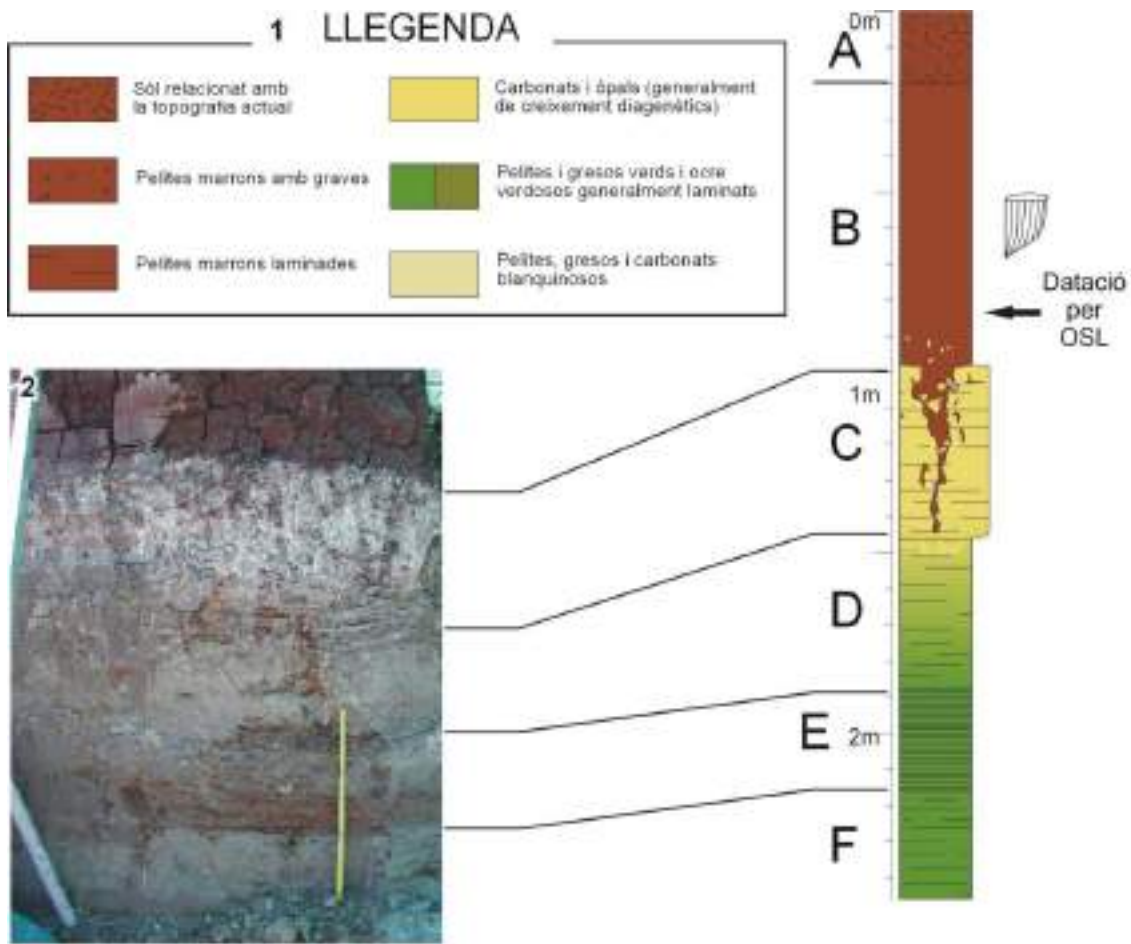 1 LLEGENDA
Sòl relacionat amb
la topografia actual
Pelites marrons amb graves
Pelites marrons laminades
Carbonats i òpals (generalment
de creixement diagenètics)
Pelites i gresos verds i ocre
verdosos generalment laminats
Pelites, gresos i carbonats
blanquinosos
2
0m
A
B
Datació
per
OSL
1m
C
D
E
2m
F